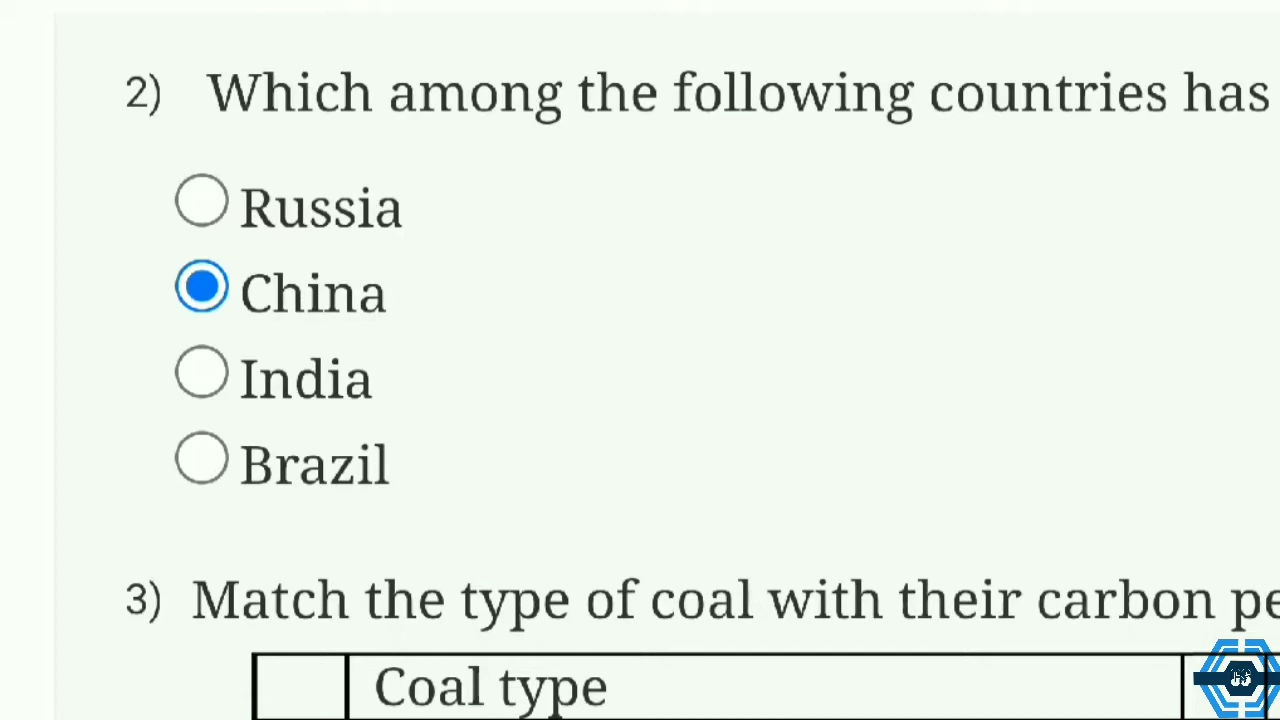 2) Which among the following countries has
Russia
China
India
Brazil
3) Match the type of coal with their carbon
Coal type